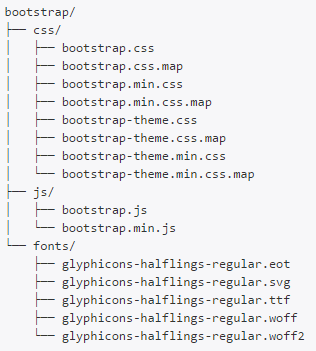 bootstrap/
├── css/
│   ├── bootstrap.css
│   ├── bootstrap.css.map
│   ├── bootstrap.min.css
│   ├── bootstrap.min.css.map
│   ├── bootstrap-theme.css
│   ├── bootstrap-theme.css.map
│   ├── bootstrap-theme.min.css
│   └── bootstrap-theme.min.css.map
├── js/
│   ├── bootstrap.js
│   └── bootstrap.min.js
└── fonts/
    ├── glyphicons-halflings-regular.eot
    ├── glyphicons-halflings-regular.svg
    ├── glyphicons-halflings-regular.ttf
    ├── glyphicons-halflings-regular.woff
    └── glyphicons-halflings-regular.woff2